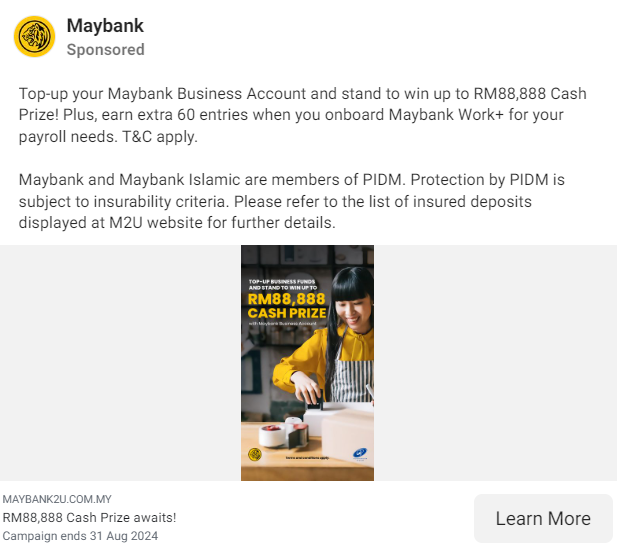 Maybank
Sponsored
Top-up your Maybank Business Account and stand to win up to RM88,888 Cash
Prize! Plus, earn extra 60 entries when you onboard Maybank Work+ for your
payroll needs. T&C apply.
Maybank and Maybank Islamic are members of PIDM. Protection by PIDM is
subject to insurability criteria. Please refer to the list of insured deposits
displayed at M2U website for further details.
TOP-UP BUSINESS FUNDS
AND STAND TO WIN UP TO
RM88,888
CASH PRIZE
with Maybank Business Account
Terms and conditions apply
MAYBANK2U.COM.MY
RM88,888 Cash Prize awaits!
Campaign ends 31 Aug 2024
Learn More